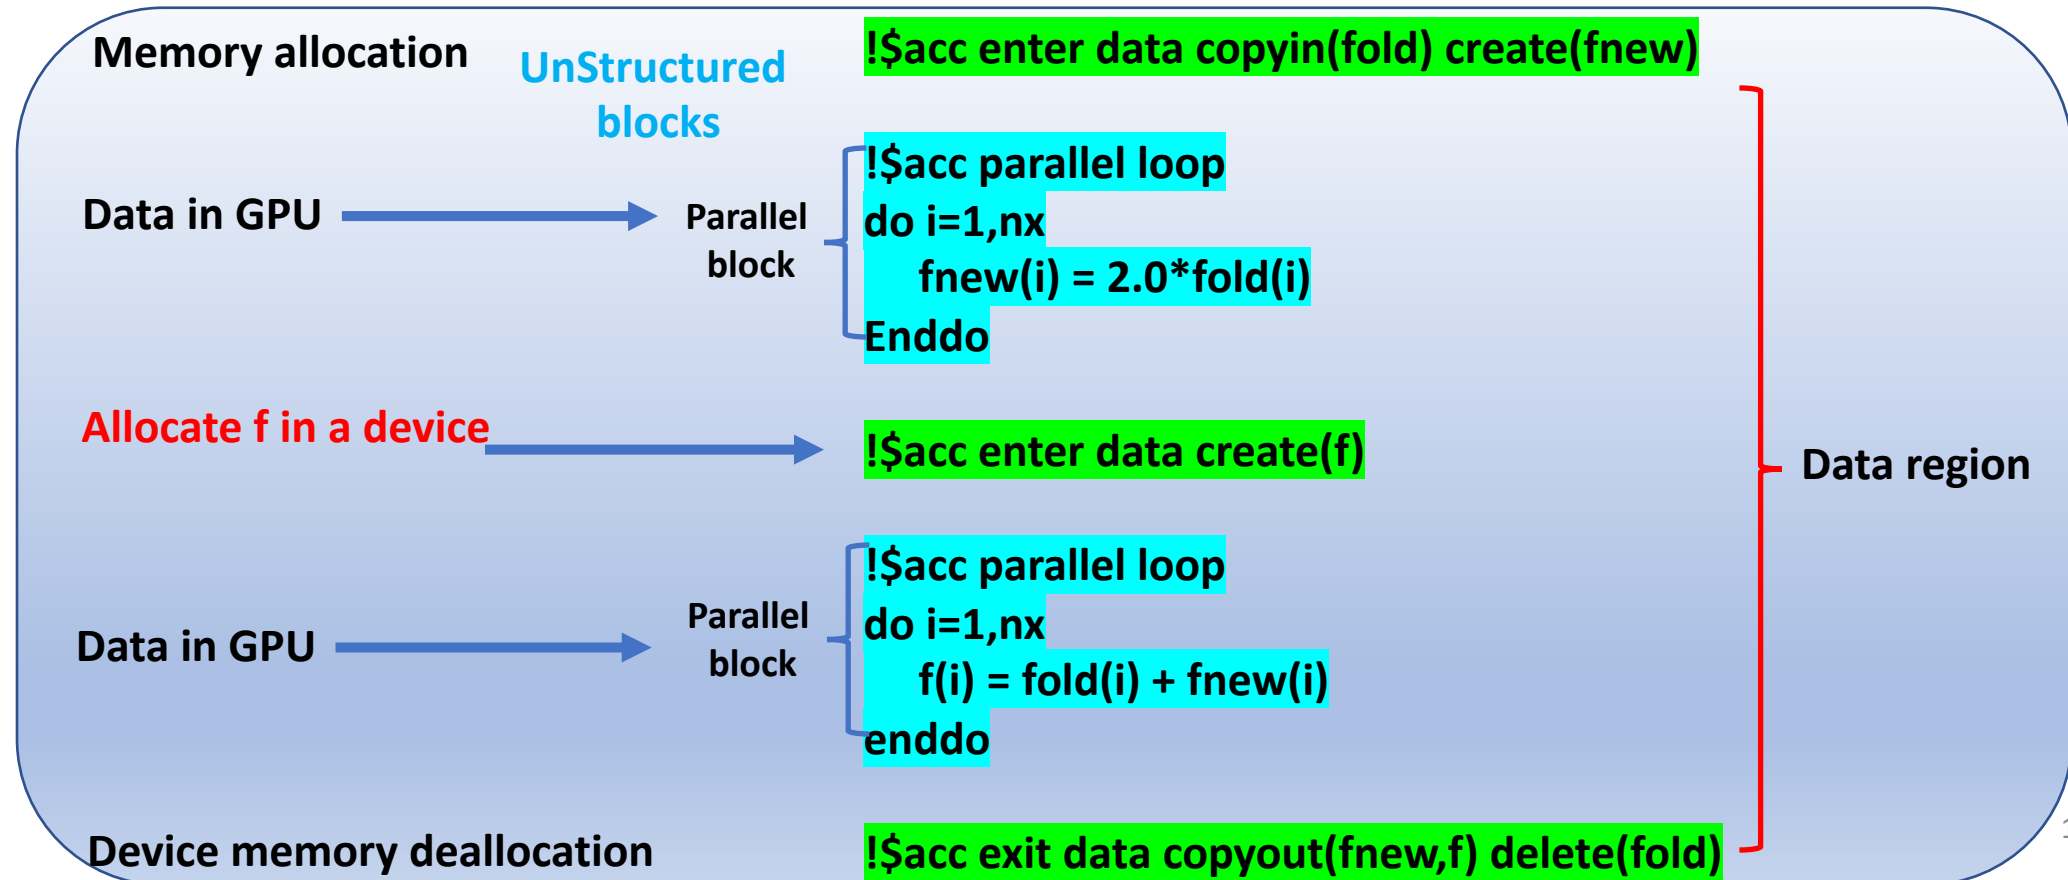 Memory allocation
UnStructured
blocks
!$acc enter data copyin(fold) create(fnew)
Data in GPU
Parallel
block
!$acc parallel loop
do i=1,nx
fnew(i) = 2.0*fold(i)
Enddo
Allocate f in a device
!$acc enter data create(f)
Data region
Data in GPU
Parallel
block
!$acc parallel loop
do i=1,nx
f(i) = fold(i) + fnew(i)
enddo
Device memory deallocation
!$acc exit data copyout(fnew,f) delete(fold)